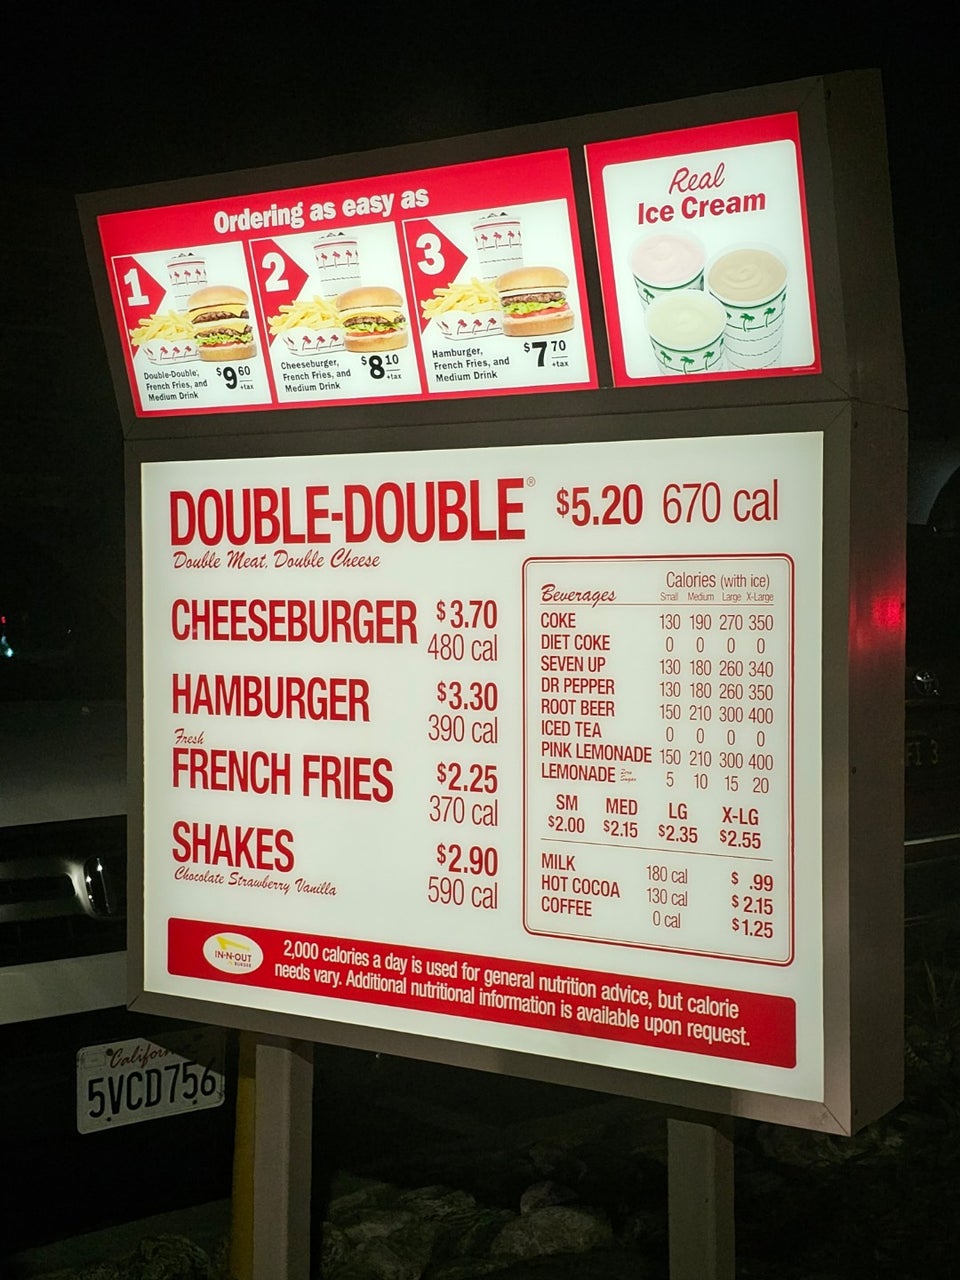 Ordering as easy as
1
Double-Double,
French Fries, and
Medium Drink
$9 60
+tax
2
Cheeseburger,
French Fries, and
Medium Drink
$8 10
+tax
3
Hamburger,
French Fries, and
Medium Drink
$7 70
+tax
Real
Ice Cream
DOUBLE-DOUBLE® $5.20 670 cal
Double Meat, Double Cheese
CHEESEBURGER $3.70
480 cal
HAMBURGER $3.30
390 cal
Fresh
FRENCH FRIES $2.25
370 cal
SHAKES $2.90
Chocolate Strawberry Vanilla 590 cal
Beverages Calories (with ice)
Small Medium Large X-Large
COKE 130 190 270 350
DIET COKE 0 0 0 0
SEVEN UP 130 180 260 340
DR PEPPER 130 180 260 350
ROOT BEER 150 210 300 400
ICED TEA 0 0 0 0
PINK LEMONADE 150 210 300 400
LEMONADE Zero Sugar 5 10 15 20
SM MED LG X-LG
$2.00 $2.15 $2.35 $2.55
MILK 180 cal $ .99
HOT COCOA 130 cal $ 2.15
COFFEE 0 cal $1.25
IN-N-OUT
BURGER
2,000 calories a day is used for general nutrition advice, but calorie
needs vary. Additional nutritional information is available upon request.
California
5VCD756